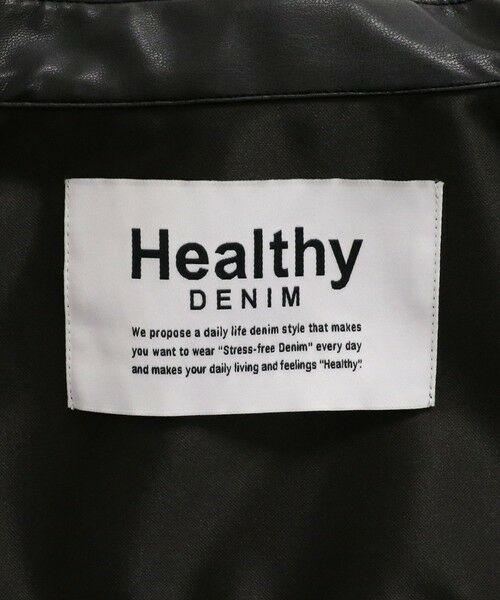 Healthy
DENIM
We propose a daily life denim style that makes
you want to wear "Stress-free Denim" every day
and makes your daily living and feelings "Healthy".